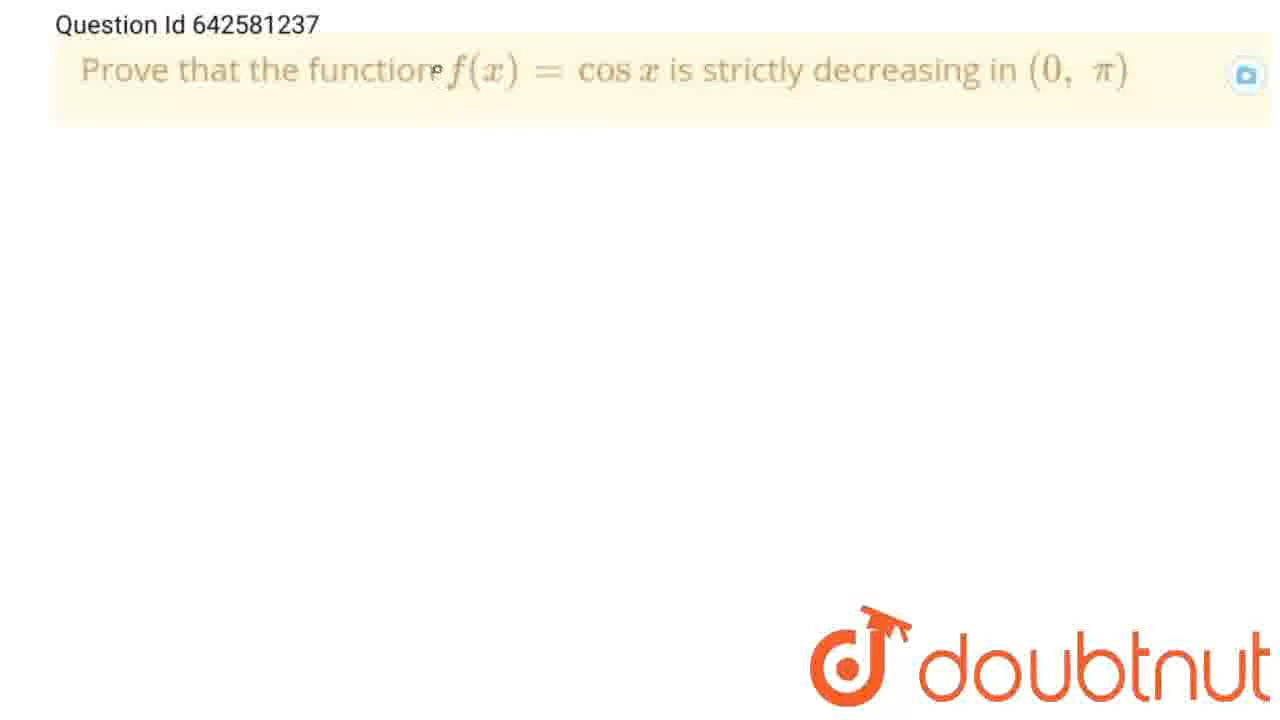 Question Id 642581237
Prove that the function f(x) = cos x is strictly decreasing in (0, π)
doubtnut